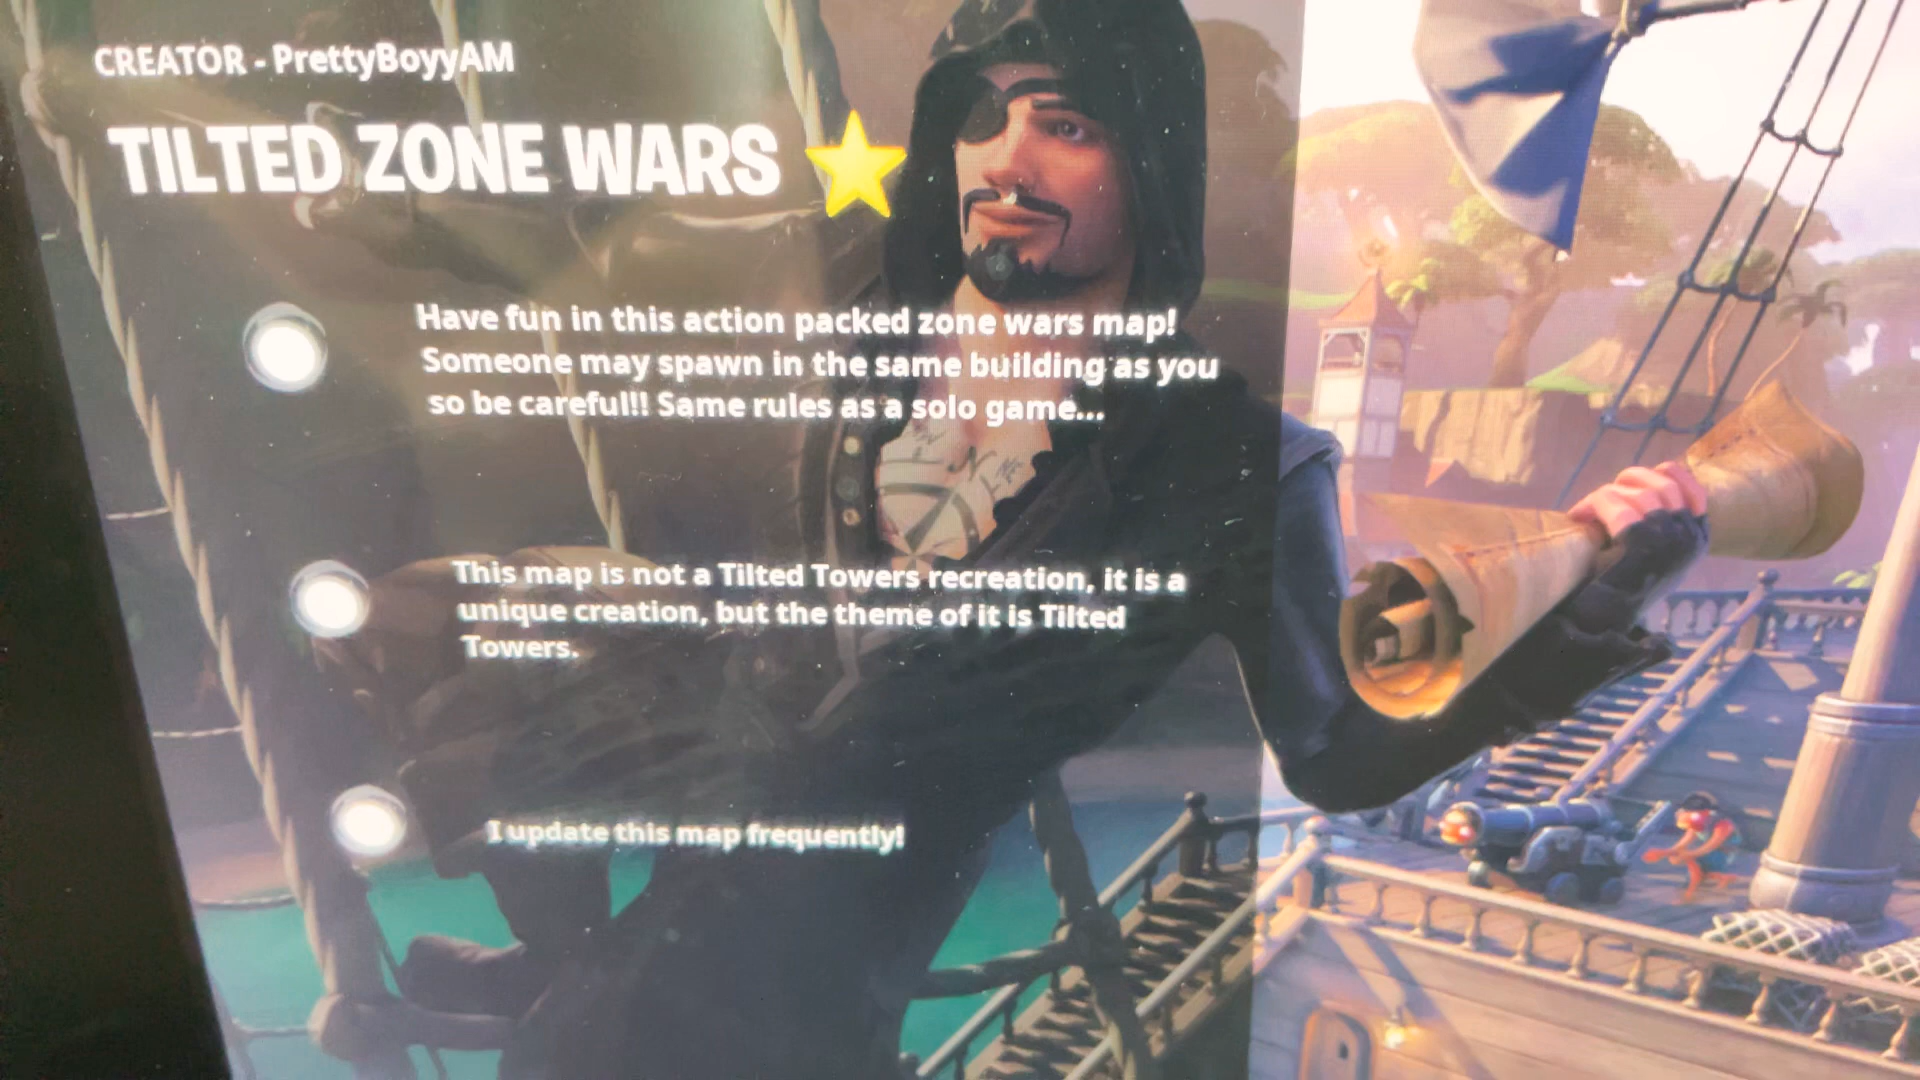 CREATOR - PrettyBoyyAM
TILTED ZONE WARS ⭐
Have fun in this action packed zone wars map!
Someone may spawn in the same building as you
so be careful!! Same rules as a solo game...
This map is not a Tilted Towers recreation, it is a
unique creation, but the theme of it is Tilted
Towers.
I update this map frequently!